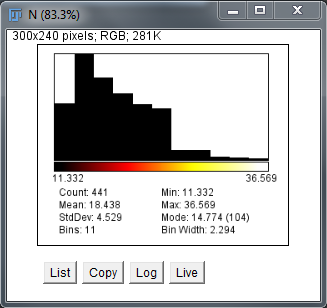 N (83.3%)
300x240 pixels; RGB; 281K
11.332 36.569
Count: 441 Min: 11.332
Mean: 18.438 Max: 36.569
StdDev: 4.529 Mode: 14.774 (104)
Bins: 11 Bin Width: 2.294
List Copy Log Live